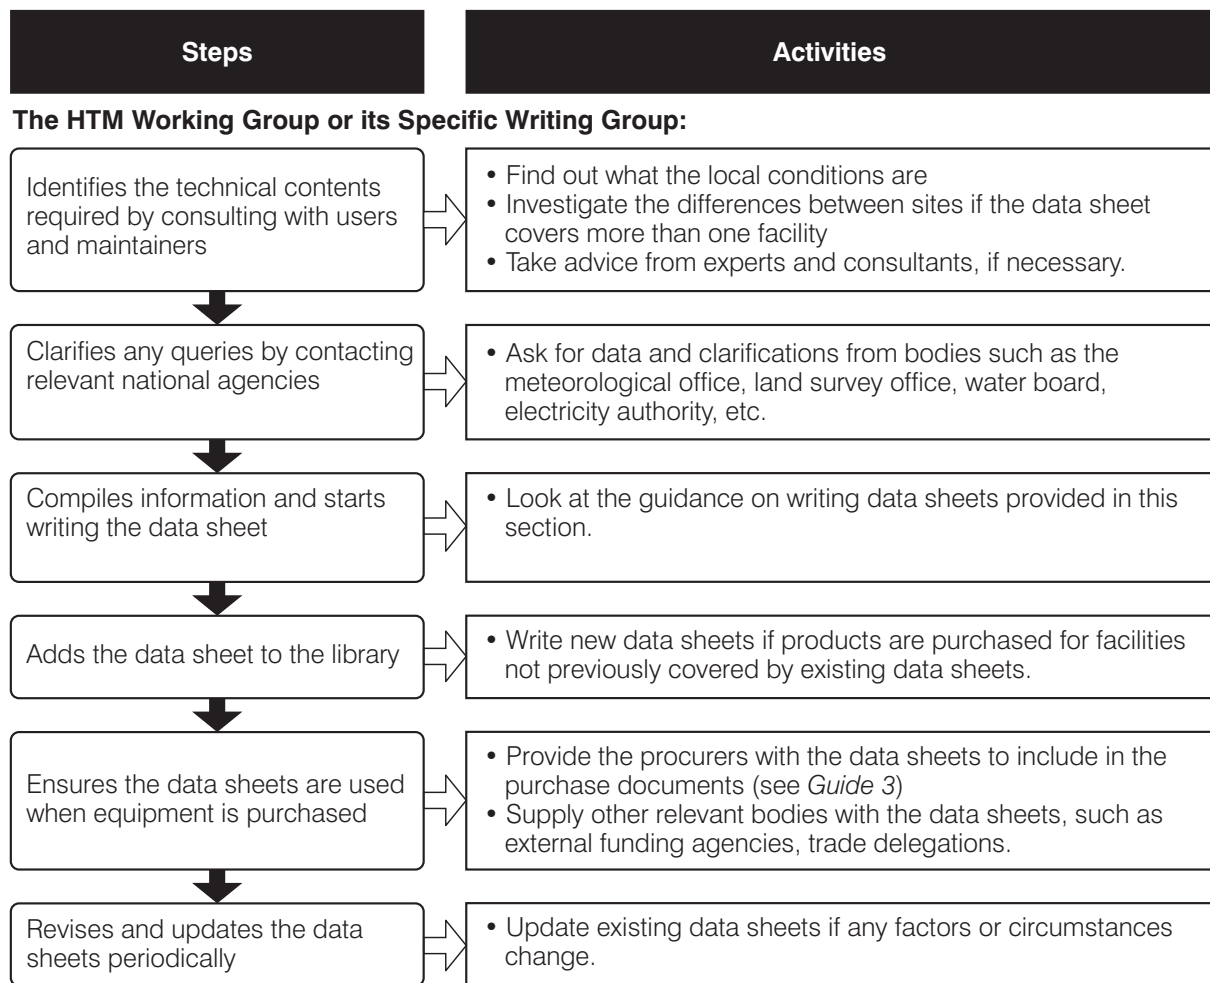 Steps
Activities
The HTM Working Group or its Specific Writing Group:
Identifies the technical contents
required by consulting with users
and maintainers
• Find out what the local conditions are
• Investigate the differences between sites if the data sheet
covers more than one facility
• Take advice from experts and consultants, if necessary.
Clarifies any queries by contacting
relevant national agencies
• Ask for data and clarifications from bodies such as the
meteorological office, land survey office, water board,
electricity authority, etc.
Compiles information and starts
writing the data sheet
• Look at the guidance on writing data sheets provided in this
section.
Adds the data sheet to the library
• Write new data sheets if products are purchased for facilities
not previously covered by existing data sheets.
Ensures the data sheets are used
when equipment is purchased
• Provide the procurers with the data sheets to include in the
purchase documents (see Guide 3)
• Supply other relevant bodies with the data sheets, such as
external funding agencies, trade delegations.
Revises and updates the data
sheets periodically
• Update existing data sheets if any factors or circumstances
change.